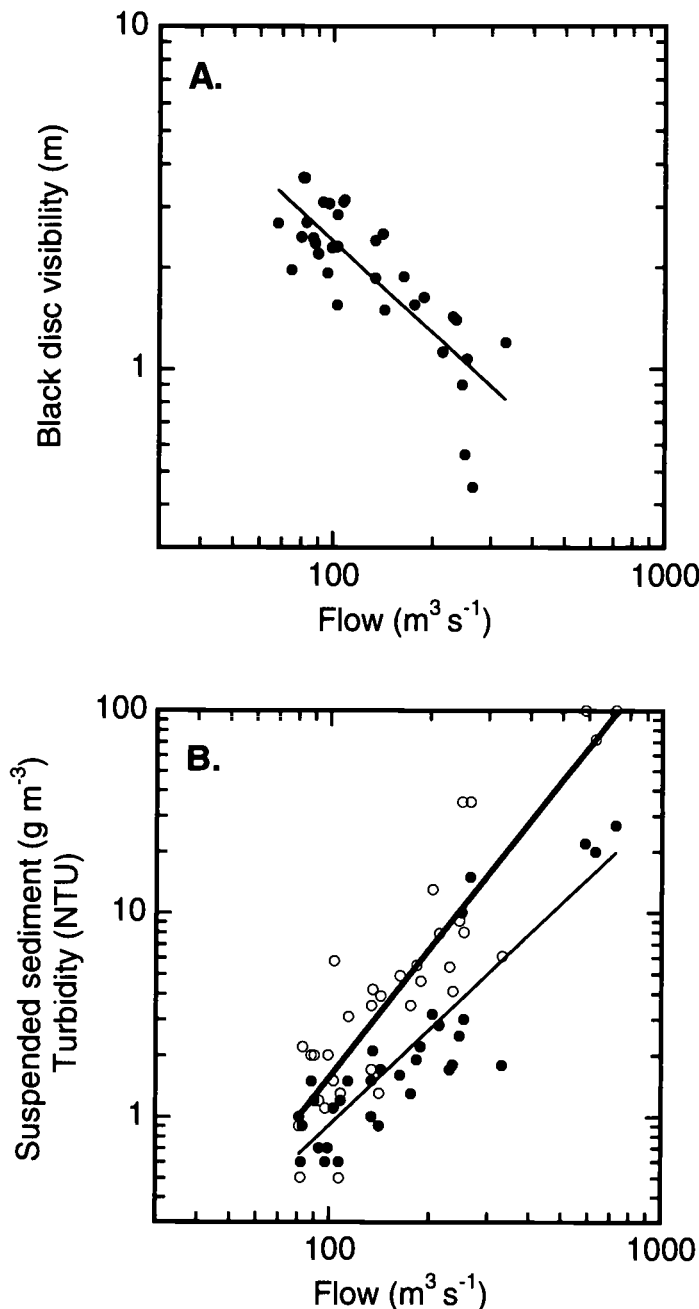 A.
10
1
Black disc visibility (m)
100
1000
Flow (m³ s⁻¹)
B.
100
10
1
Suspended sediment (g m⁻³)
Turbidity (NTU)
100
1000
Flow (m³ s⁻¹)